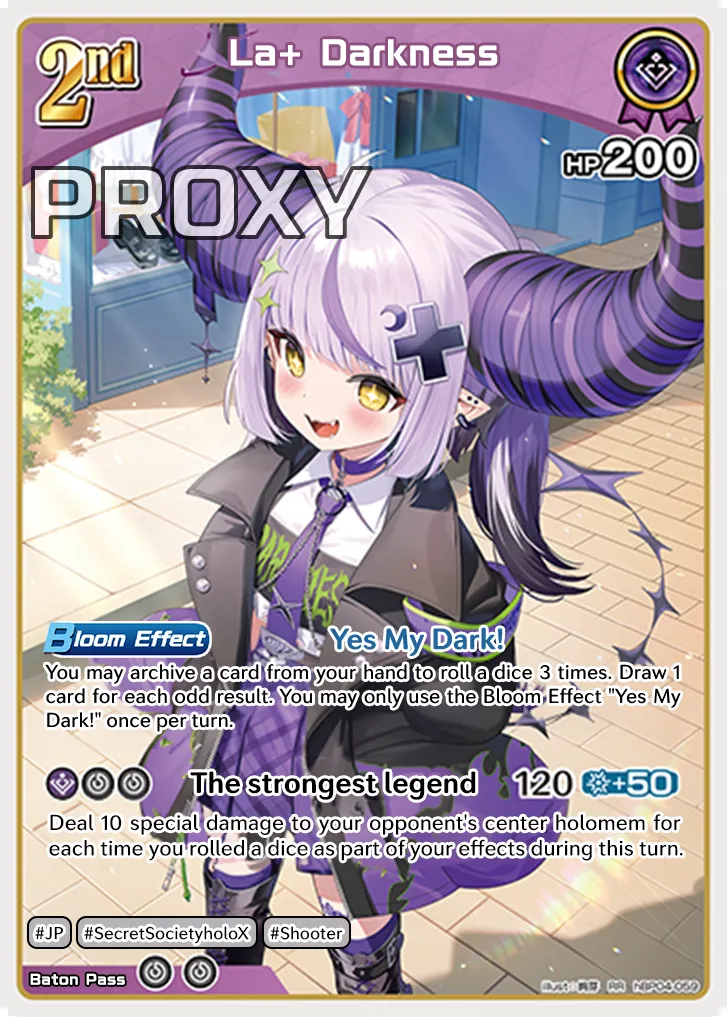 2nd
La+ Darkness
HP200
PROXY
Bloom Effect
Yes My Dark!
You may archive a card from your hand to roll a dice 3 times. Draw 1
card for each odd result. You may only use the Bloom Effect "Yes My
Dark!" once per turn.
The strongest legend 120 +50
Deal 10 special damage to your opponent's center holomem for
each time you rolled a dice as part of your effects during this turn.
#JP #SecretSocietyholoX #Shooter
Baton Pass
RR hBP04-059